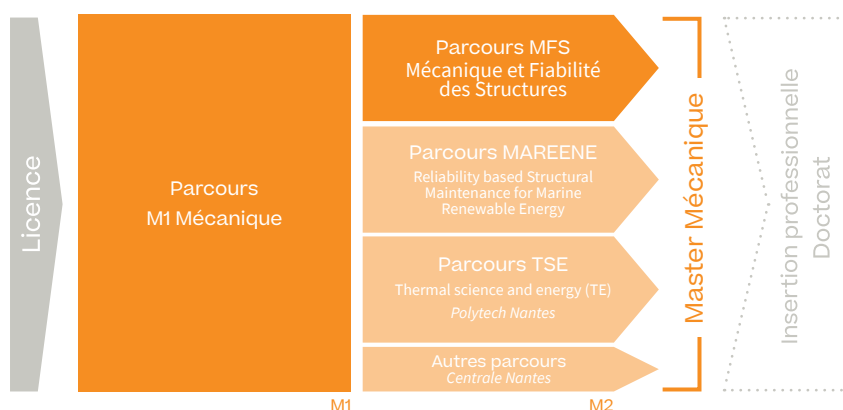 Licence
Parcours
M1 Mécanique
Parcours MFS
Mécanique et Fiabilité
des Structures
Parcours MAREENE
Reliability based Structural
Maintenance for Marine
Renewable Energy
Parcours TSE
Thermal science and energy (TE)
Polytech Nantes
Autres parcours
Centrale Nantes
Master Mécanique
Insertion professionnelle
Doctorat
M1
M2